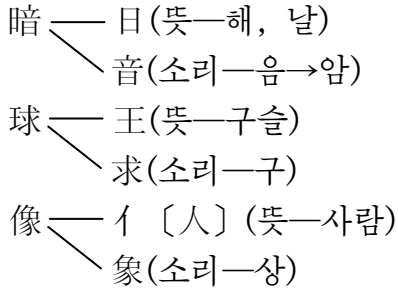 暗 日(뜻—해, 날)
音(소리—음→암)
球 王(뜻—구슬)
求(소리—구)
像 亻〔人〕(뜻—사람)
象(소리—상)